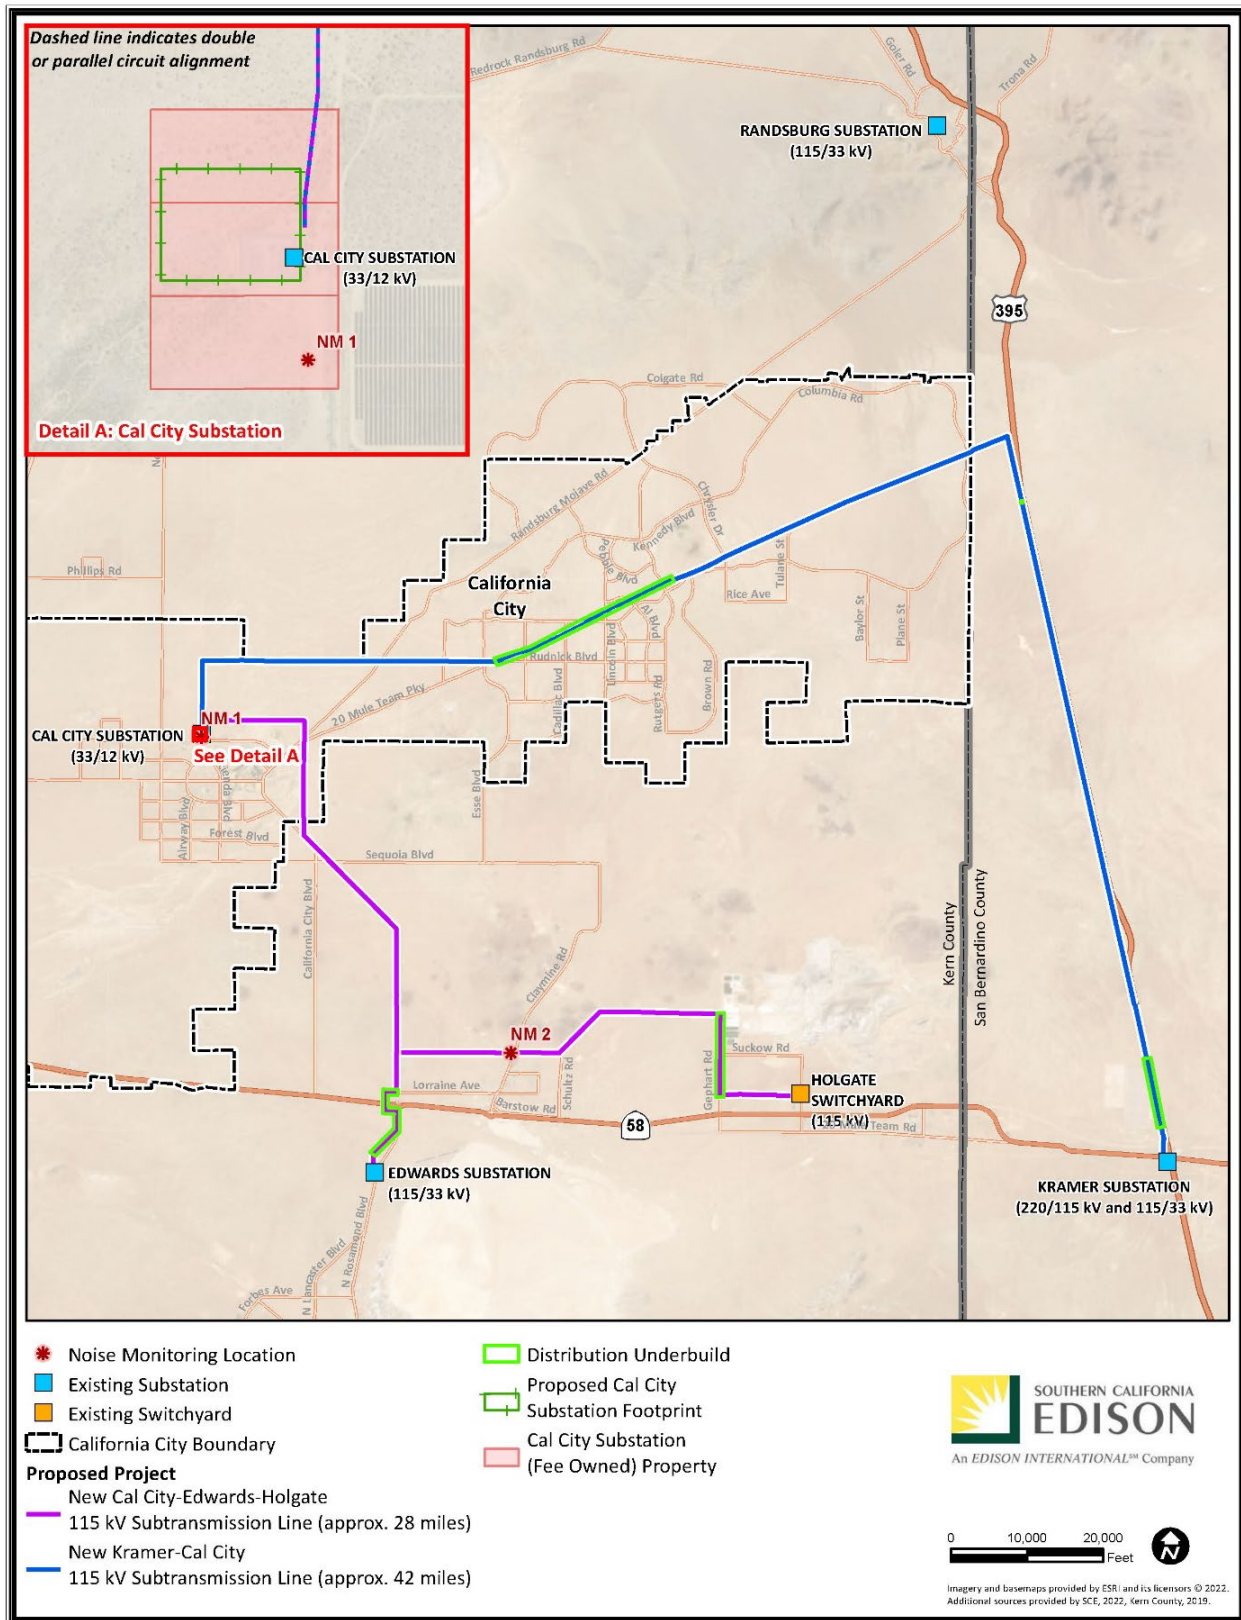 Dashed line indicates double
or parallel circuit alignment
CAL CITY SUBSTATION
(33/12 kV)
NM 1
Detail A: Cal City Substation
Redrock Randsburg Rd
Goler Rd
Trona Rd
RANDSBURG SUBSTATION
(115/33 kV)
395
Colgate Rd
Columbia Rd
Randsburg Mojave Rd
Chrysler Dr
Kennedy Blvd
Pebble Blvd
Tulane St
Phillips Rd
California
City
Rice Ave
Al Blvd
Baylor St
Plane St
Lincoln Blvd
Rudnick Blvd
20 Mule Team Pky
Cadillac Blvd
Rutgers Rd
Brown Rd
NM 1
CAL CITY SUBSTATION
(33/12 kV)
See Detail A
Esse Blvd
Airway Blvd
Forest Blvd
Sequoia Blvd
California City Blvd
Claymine Rd
Kern County
San Bernardino County
NM 2
Suckow Rd
Lorraine Ave
Schultz Rd
Gephart Rd
HOLGATE
SWITCHYARD
(115 kV)
Barstow Rd
58
Mule Team Rd
EDWARDS SUBSTATION
(115/33 kV)
KRAMER SUBSTATION
(220/115 kV and 115/33 kV)
N Rosamond Blvd
N Lancaster Blvd
Forbes Ave
Noise Monitoring Location
Existing Substation
Existing Switchyard
California City Boundary
Proposed Project
New Cal City-Edwards-Holgate
115 kV Subtransmission Line (approx. 28 miles)
New Kramer-Cal City
115 kV Subtransmission Line (approx. 42 miles)
Distribution Underbuild
Proposed Cal City
Substation Footprint
Cal City Substation
(Fee Owned) Property
SOUTHERN CALIFORNIA
EDISON
An EDISON INTERNATIONAL℠ Company
0 10,000 20,000
Feet
N
Imagery and basemaps provided by ESRI and its licensors © 2022.
Additional sources provided by SCE, 2022, Kern County, 2019.